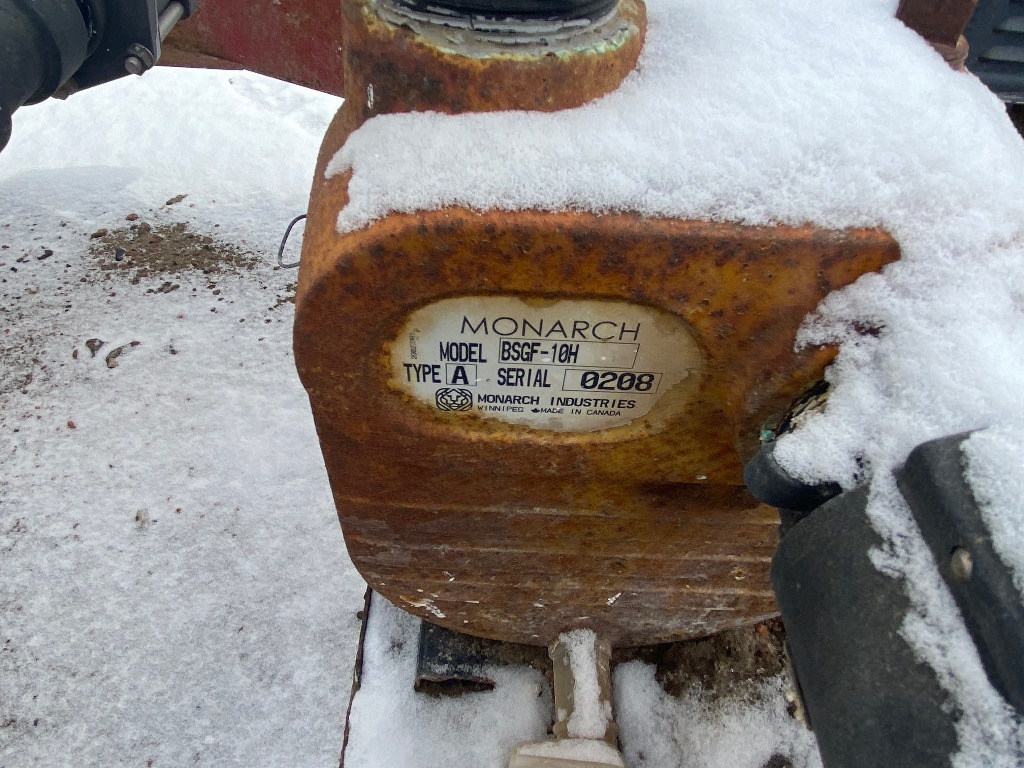 MONARCH
MODEL BSGF-10H
TYPE A SERIAL 0208
MONARCH INDUSTRIES
WINNIPEG MADE IN CANADA